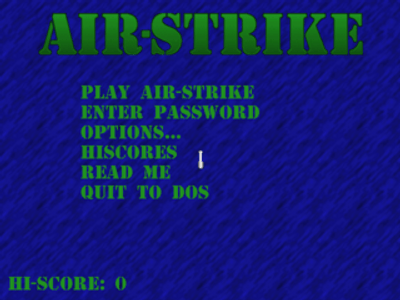 AIR-STRIKE
PLAY AIR-STRIKE
ENTER PASSWORD
OPTIONS...
HISCORES
READ ME
QUIT TO DOS
HI-SCORE: 0